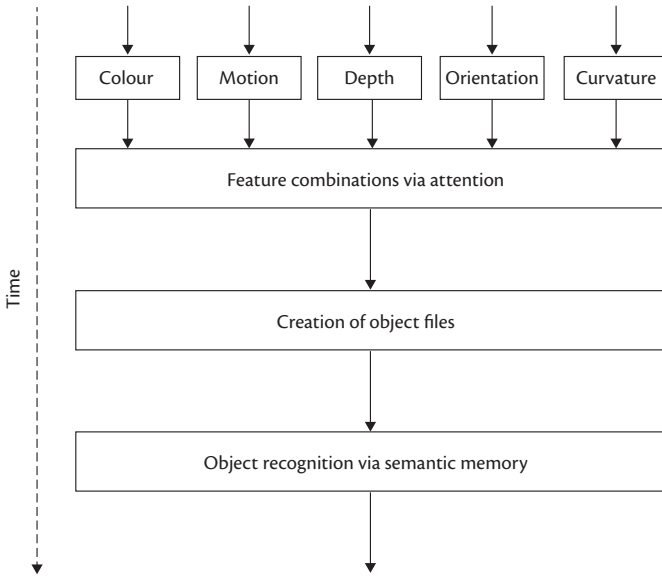 Colour
Motion
Depth
Orientation
Curvature
Feature combinations via attention
Time
Creation of object files
Object recognition via semantic memory